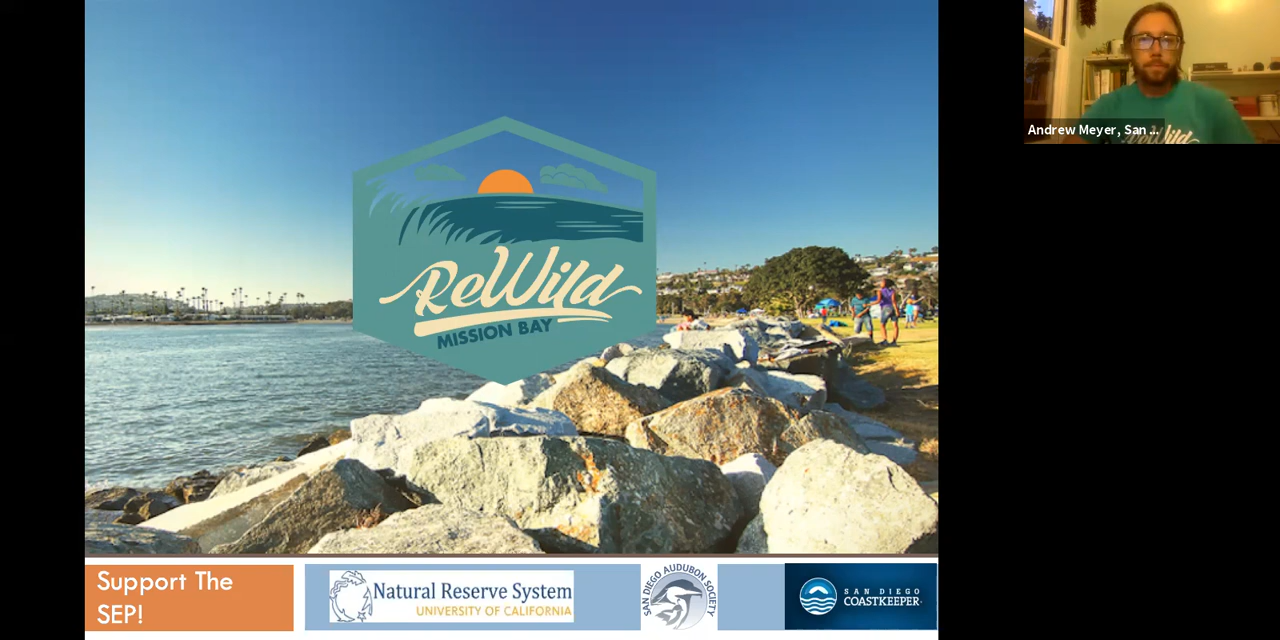 ReWild
MISSION BAY
Andrew Meyer, San ...
ReWild
Support The
SEP!
Natural Reserve System
UNIVERSITY OF CALIFORNIA
SAN DIEGO AUDUBON SOCIETY
SAN DIEGO
COASTKEEPER